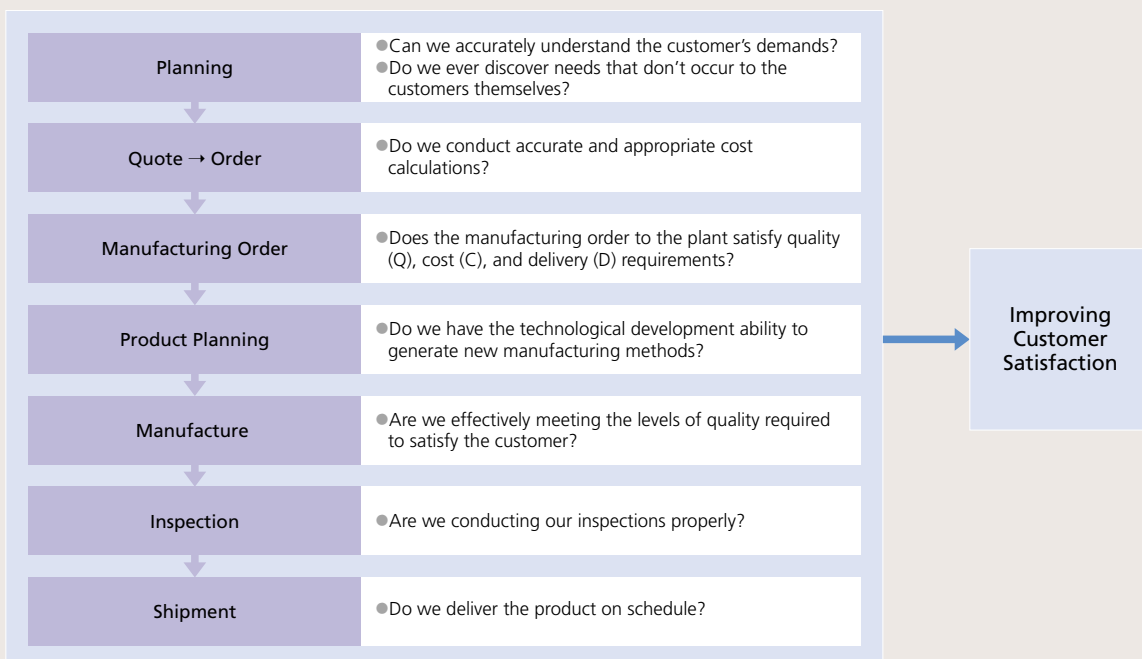 Planning
●Can we accurately understand the customer’s demands?
●Do we ever discover needs that don’t occur to the
customers themselves?
Quote → Order
●Do we conduct accurate and appropriate cost
calculations?
Manufacturing Order
●Does the manufacturing order to the plant satisfy quality
(Q), cost (C), and delivery (D) requirements?
Product Planning
●Do we have the technological development ability to
generate new manufacturing methods?
Manufacture
●Are we effectively meeting the levels of quality required
to satisfy the customer?
Inspection
●Are we conducting our inspections properly?
Shipment
●Do we deliver the product on schedule?
Improving
Customer
Satisfaction